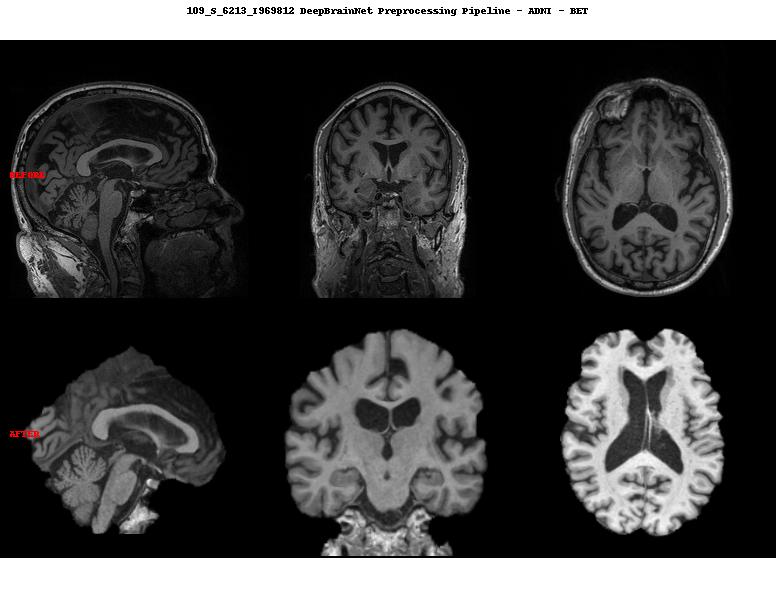 109_S_6213_I969812 DeepBrainNet Preprocessing Pipeline - ADNI - BET
BEFORE
AFTER